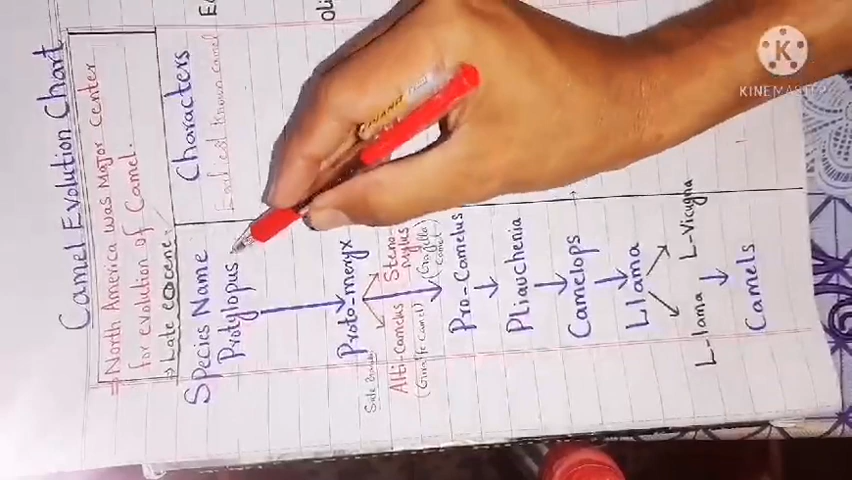 Camel Evolution Chart
→ North America was Major Center
for evolution of Camel.
→ Late eocene
Species Name
Characters
Protylopus
Earliest known camel
Proto-meryx
Side Branch
Alticamelus
(Giraffe camel)
Steno-
mylus
(Gazelle
camel)
Pro-Camelus
Pliauchenia
Camelops
Llama
L-lama
L-Vicugna
Camels
KINEMASTER